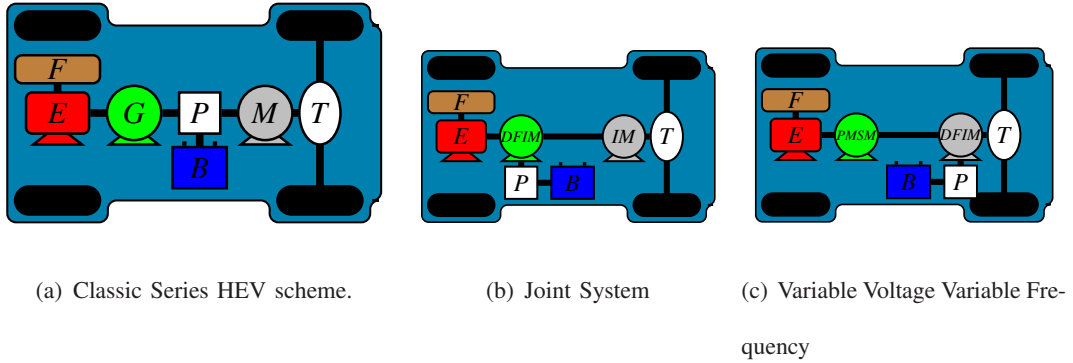 F
E G P M T
B
F
E DFIM IM T
P B
F
E PMSM DFIM T
B P
(a) Classic Series HEV scheme.
(b) Joint System
(c) Variable Voltage Variable Fre-
quency